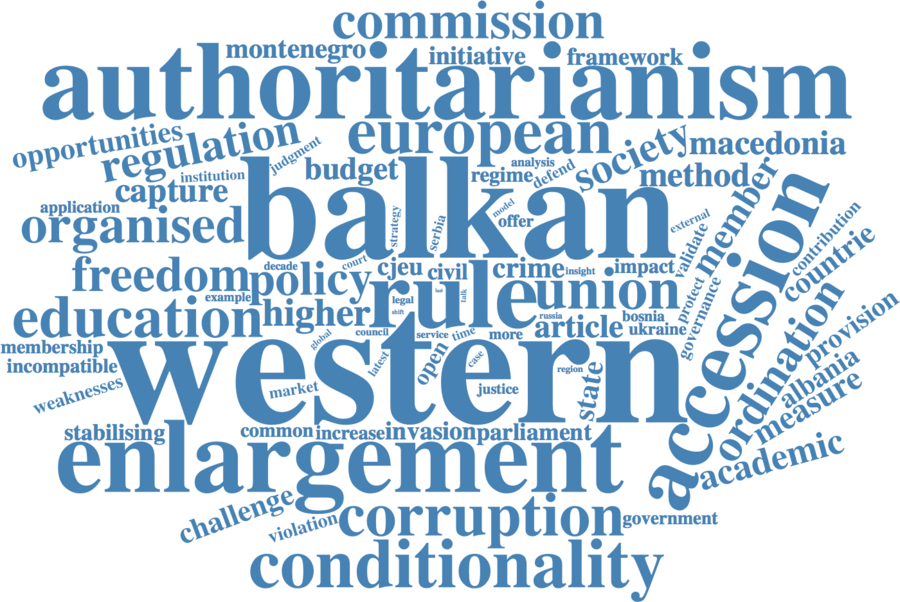 commission
montenegro
initiative
framework
authoritarianism
opportunities
regulation
european
society
macedonia
institution
judgment
budget
regime
analysis
defend
method
capture
balkan
application
organised
strategy
serbia
model
offer
external
validate
member
accession
contribution
countrie
freedom
policy
decade
court
cjeu
civil
crime
insight
impact
example
higher
rule
legal
shift
talk
union
protect
governance
education
global
council
service
time
more
russia
article
bosnia
ukraine
ordination
provision
membership
incompatible
western
latest
open
case
region
state
albania
measure
weaknesses
market
justice
stabilising
common
increase
invasion
parliament
enlargement
academic
challenge
violation
corruption
government
conditionality